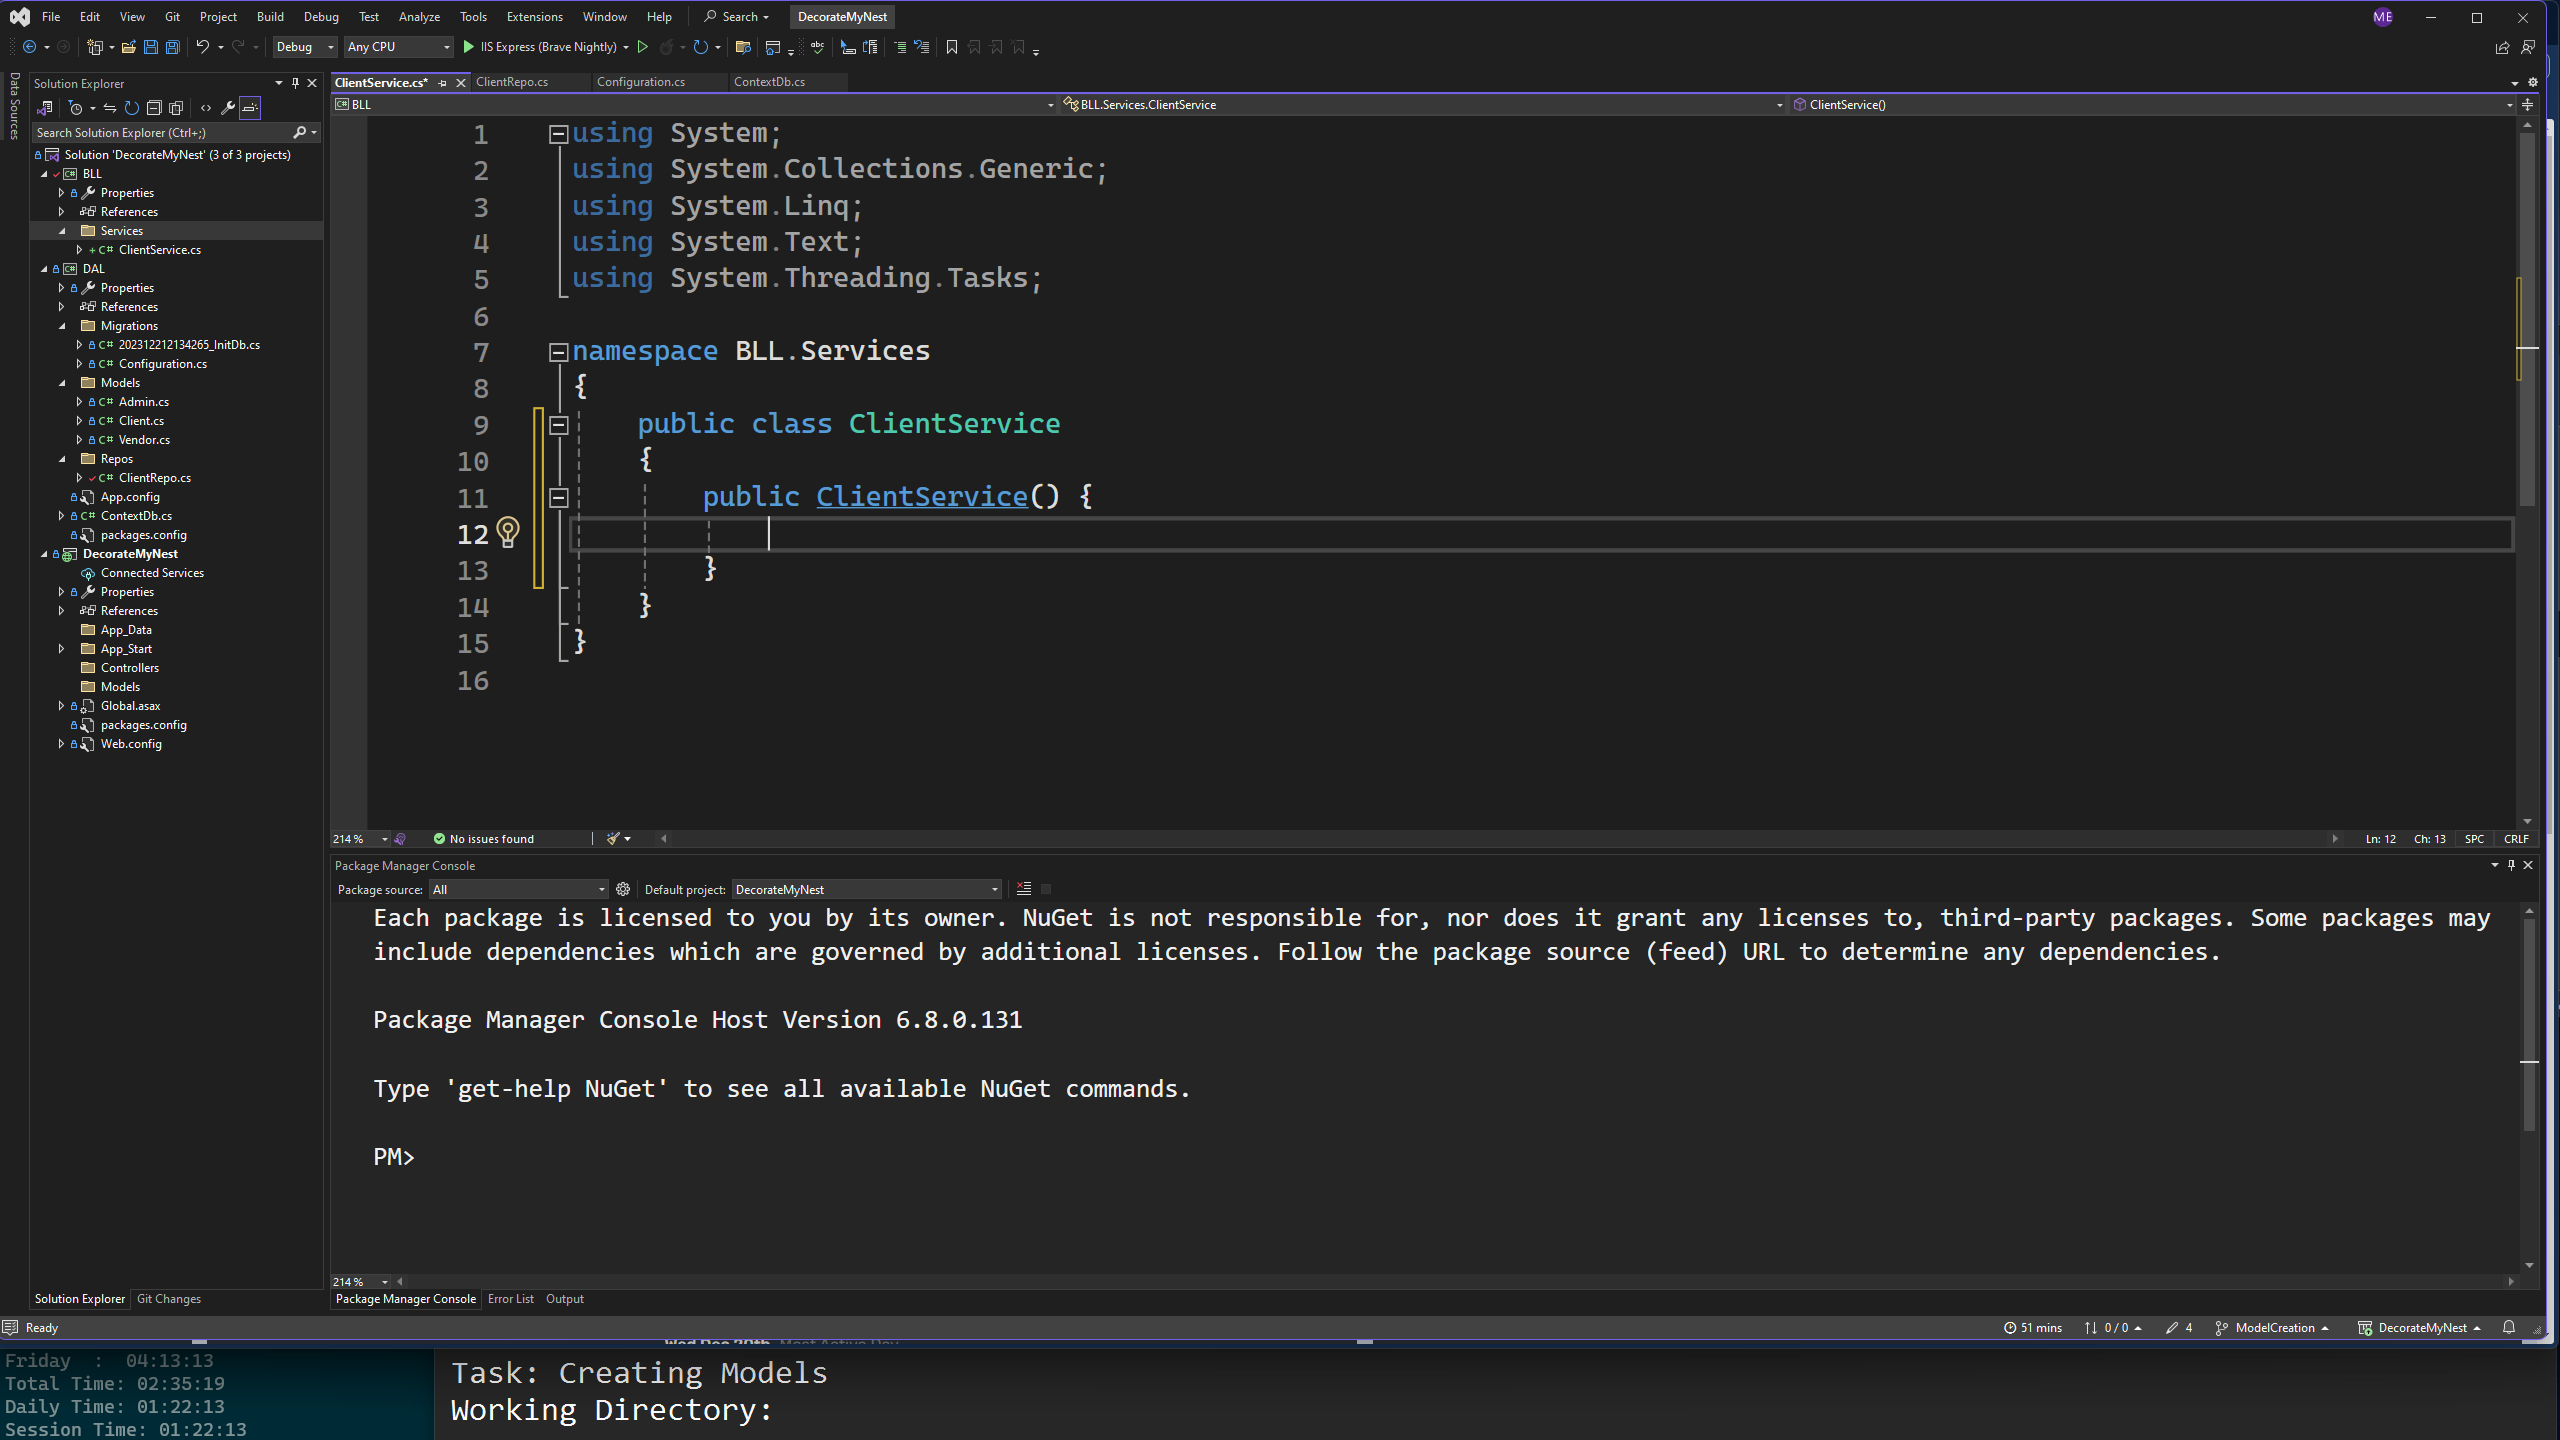 File Edit View Git Project Build Debug Test Analyze Tools Extensions Window Help Search DecorateMyNest ME
Debug Any CPU IIS Express (Brave Nightly)
Data Sources
Solution Explorer
Search Solution Explorer (Ctrl+;)
Solution 'DecorateMyNest' (3 of 3 projects)
BLL
Properties
References
Services
ClientService.cs
DAL
Properties
References
Migrations
202312212134265_InitDb.cs
Configuration.cs
Models
Admin.cs
Client.cs
Vendor.cs
Repos
ClientRepo.cs
App.config
ContextDb.cs
packages.config
DecorateMyNest
Connected Services
Properties
References
App_Data
App_Start
Controllers
Models
Global.asax
packages.config
Web.config
Solution Explorer Git Changes
ClientService.cs* ClientRepo.cs Configuration.cs ContextDb.cs
BLL BLL.Services.ClientService ClientService()
1 using System;
2 using System.Collections.Generic;
3 using System.Linq;
4 using System.Text;
5 using System.Threading.Tasks;
6
7 namespace BLL.Services
8 {
9 public class ClientService
10 {
11 public ClientService() {
12
13 }
14 }
15 }
16
214 % No issues found Ln: 12 Ch: 13 SPC CRLF
Package Manager Console
Package source: All Default project: DecorateMyNest
Each package is licensed to you by its owner. NuGet is not responsible for, nor does it grant any licenses to, third-party packages. Some packages may
include dependencies which are governed by additional licenses. Follow the package source (feed) URL to determine any dependencies.
Package Manager Console Host Version 6.8.0.131
Type 'get-help NuGet' to see all available NuGet commands.
PM>
214 %
Package Manager Console Error List Output
Ready 51 mins 0 / 0 4 ModelCreation DecorateMyNest
Wed Dec 20th Most Active Day
Friday : 04:13:13
Total Time: 02:35:19
Daily Time: 01:22:13
Session Time: 01:22:13
Task: Creating Models
Working Directory: